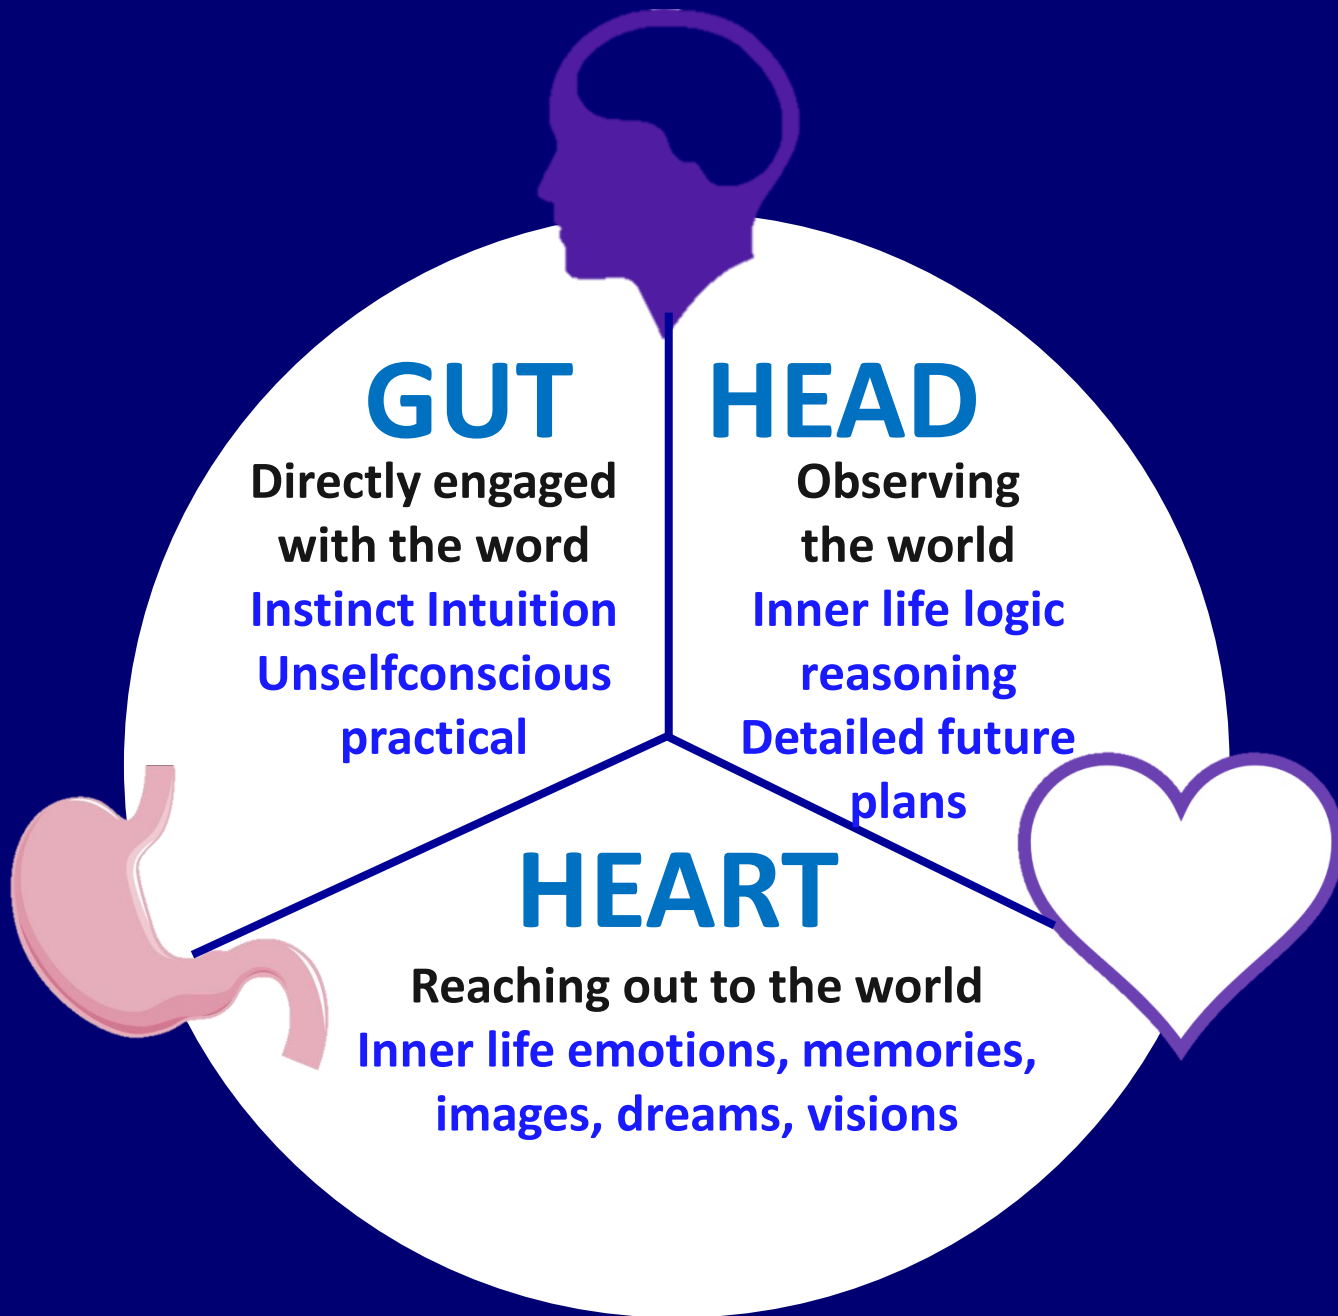 GUT
Directly engaged
with the word
Instinct Intuition
Unselfconscious
practical
HEAD
Observing
the world
Inner life logic
reasoning
Detailed future
plans
HEART
Reaching out to the world
Inner life emotions, memories,
images, dreams, visions